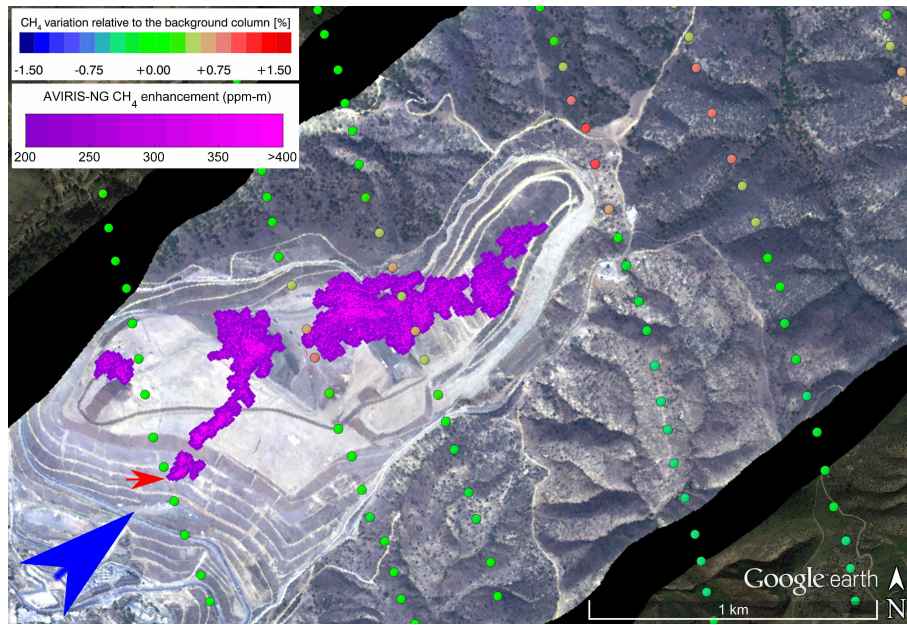 CH4 variation relative to the background column [%]
-1.50 -0.75 +0.00 +0.75 +1.50
AVIRIS-NG CH4 enhancement (ppm-m)
200 250 300 350 >400
Google earth
1 km
N